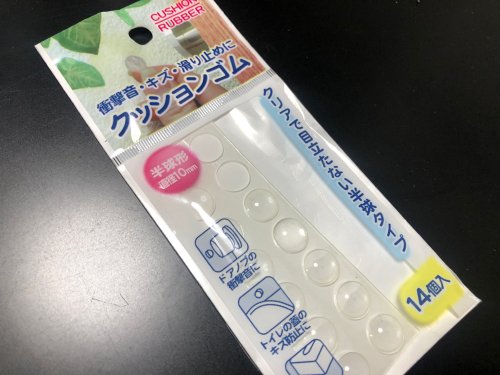 CUSHION
RUBBER
衝撃音・キズ・滑り止めに
クッションゴム
クリアで目立たない半球タイプ
半球形
直径10mm
ドアノブの
衝撃音に
トイレの蓋の
キズ防止に
14個入